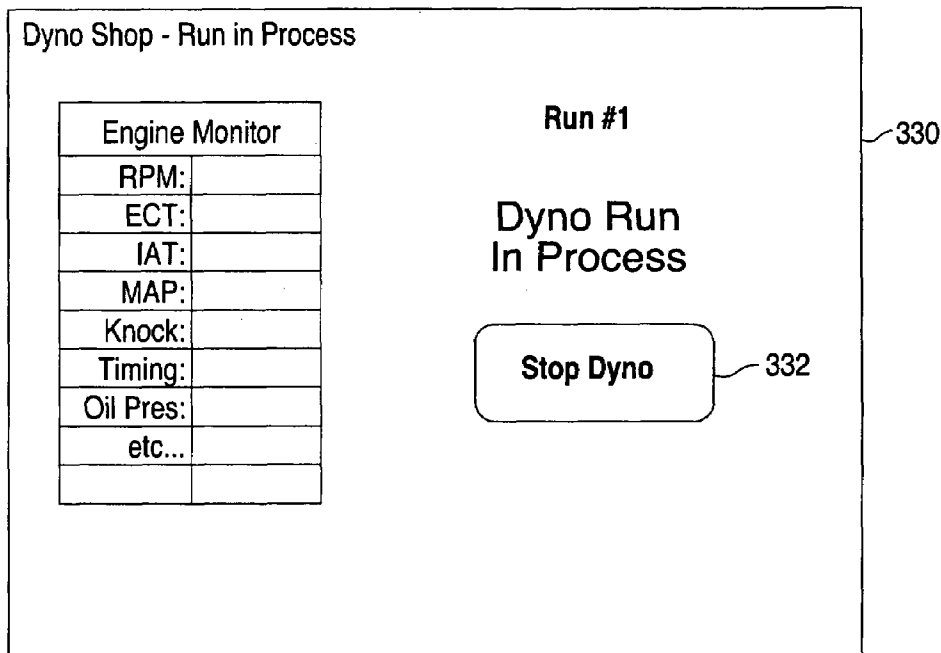 Dyno Shop - Run in Process
Engine Monitor
RPM:
ECT:
IAT:
MAP:
Knock:
Timing:
Oil Pres:
etc...
Run #1
Dyno Run
In Process
Stop Dyno
330
332